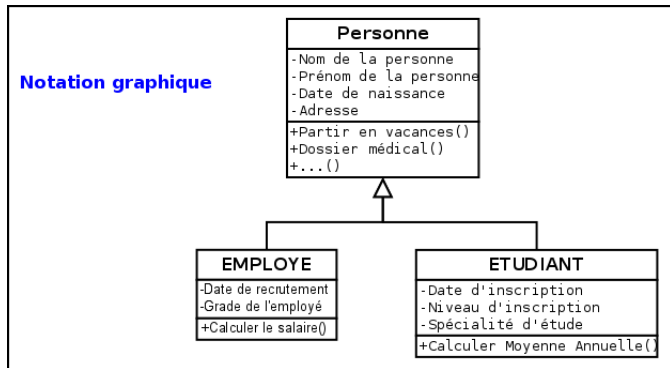 Notation graphique
Personne
-Nom de la personne
-Prénom de la personne
-Date de naissance
-Adresse
+Partir en vacances()
+Dossier médical()
+...()
EMPLOYE
-Date de recrutement
-Grade de l'employé
+Calculer le salaire()
ETUDIANT
-Date d'inscription
-Niveau d'inscription
-Spécialité d'étude
+Calculer Moyenne Annuelle()